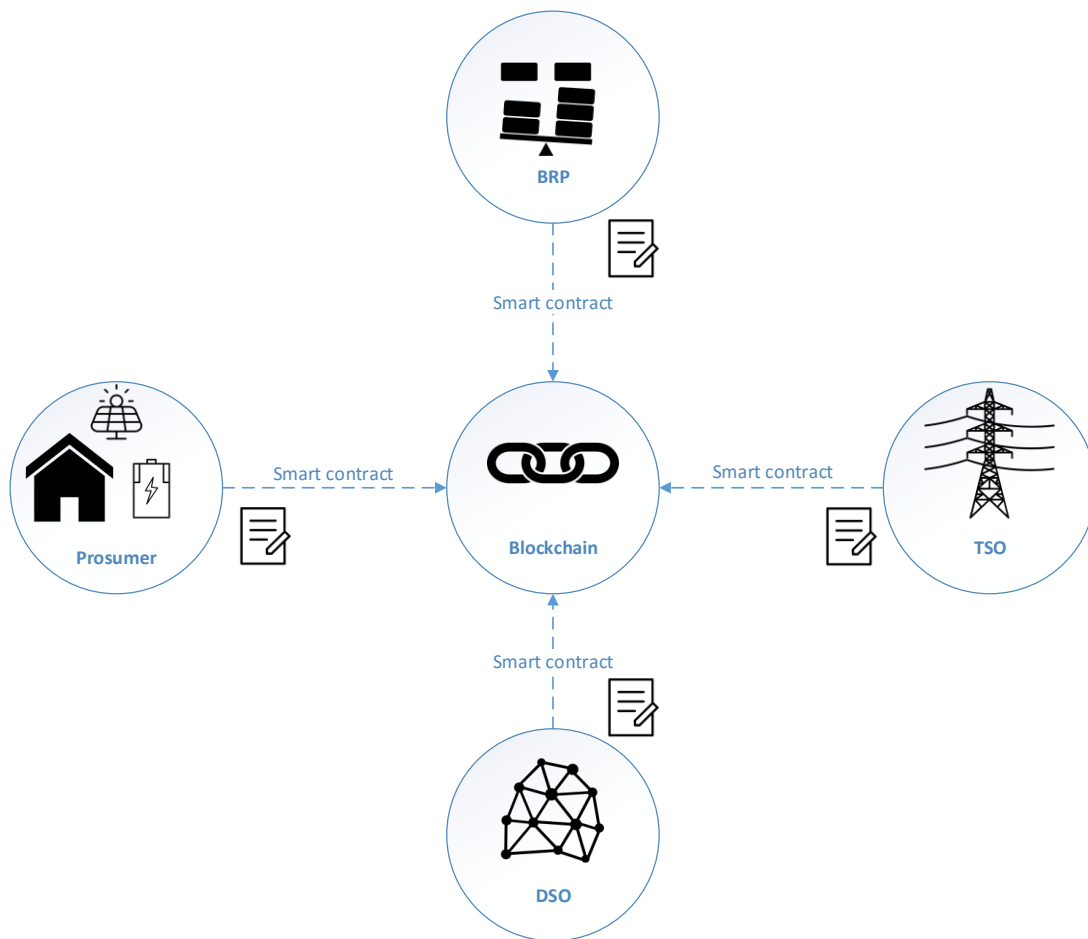 BRP
Smart contract
Smart contract
Smart contract
Prosumer
Blockchain
TSO
Smart contract
DSO